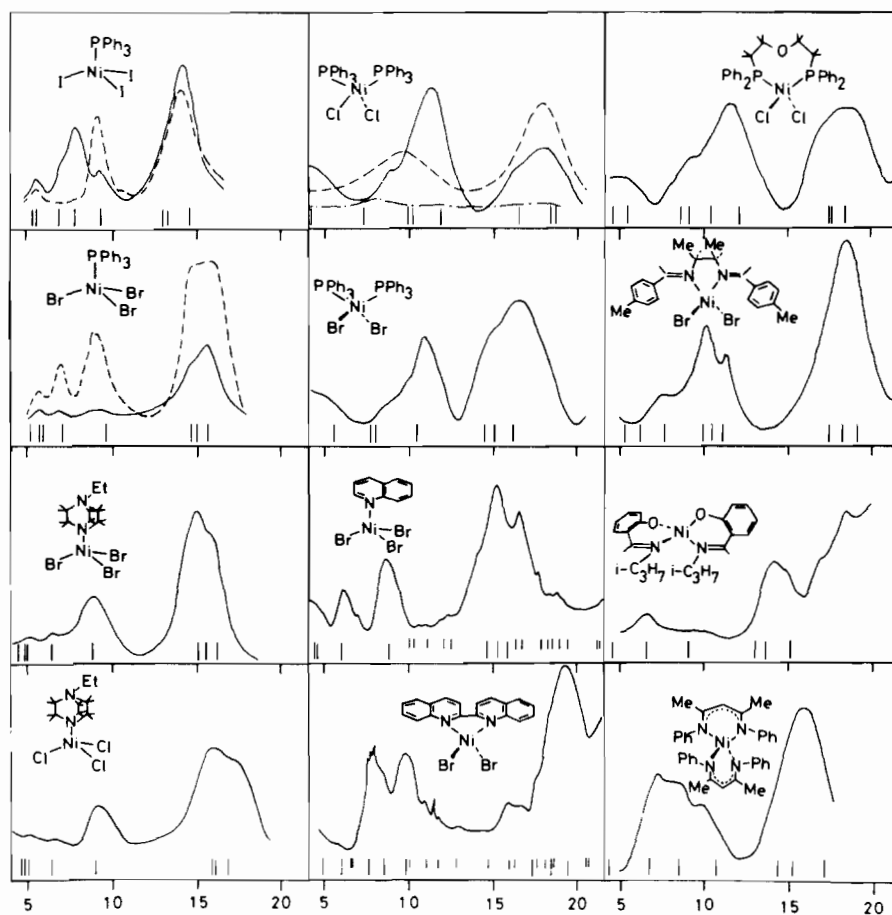 PPh3
I Ni I
I
PPh3 PPh3
Ni
Cl Cl
O
Ph2P PPh2
Ni
Cl Cl
PPh3
Br Ni Br
Br
PPh3 PPh3
Ni
Br Br
Me Me
N N
Ni
Me Br Br Me
Et
N
N
Ni
Br Br
Br
N
Ni
Br Br
Br
O Ni O
N N
i-C3H7 i-C3H7
Et
N
N
Ni
Cl Cl
Cl
N N
Ni
Br Br
Me Me
Ph N N Ph
Ni
Ph N N Ph
Me Me
5 10 15 20 5 10 15 20 5 10 15 20